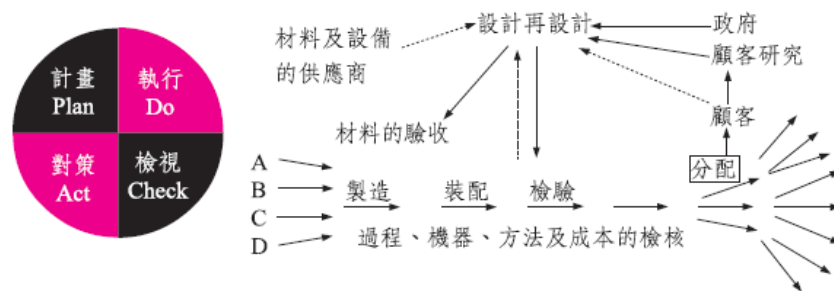 計畫
Plan
執行
Do
對策
Act
檢視
Check
材料及設備
的供應商
設計再設計
政府
顧客研究
顧客
材料的驗收
分配
A
B
C
D
製造
裝配
檢驗
過程、機器、方法及成本的檢核